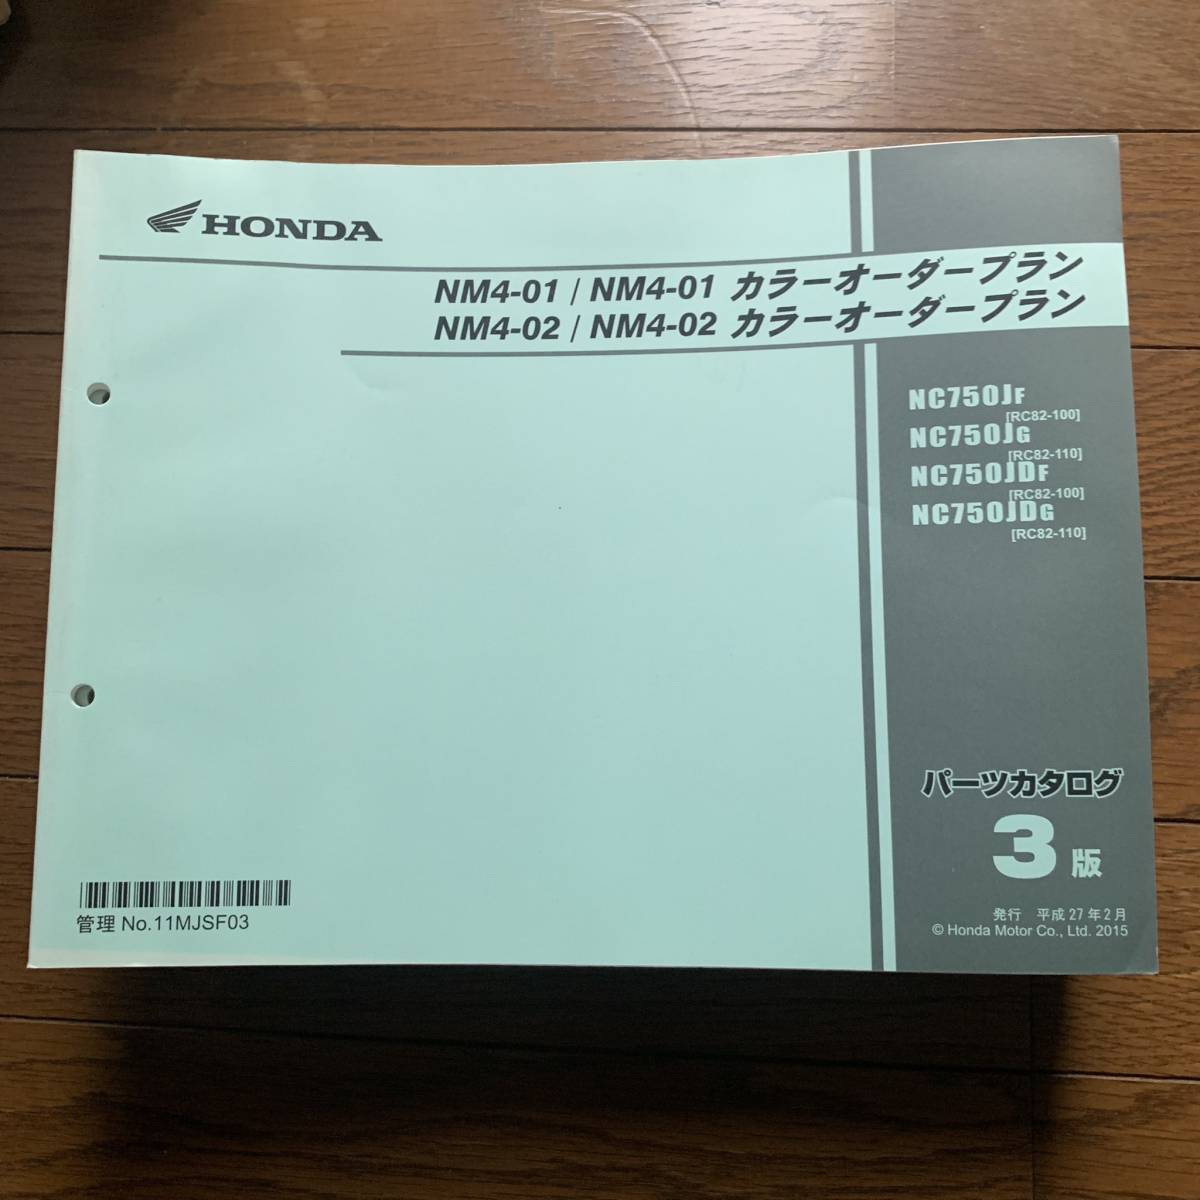 HONDA
NM4-01 / NM4-01 カラーオーダープラン
NM4-02 / NM4-02 カラーオーダープラン
NC750JF
[RC82-100]
NC750JG
[RC82-110]
NC750JDF
[RC82-100]
NC750JDG
[RC82-110]
パーツカタログ
3版
発行 平成27年2月
© Honda Motor Co., Ltd. 2015
管理 No.11MJSF03